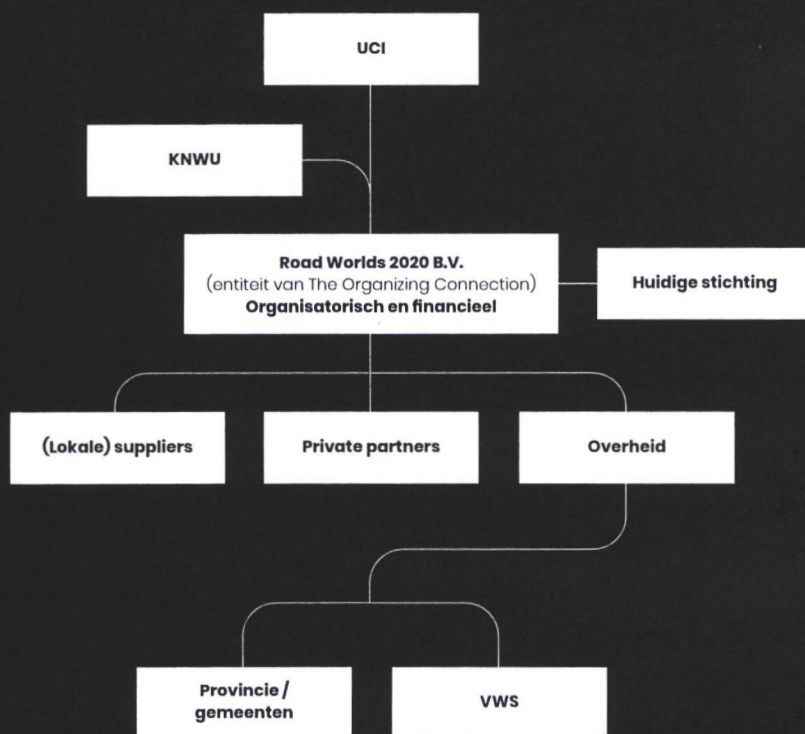 UCI
KNWU
Road Worlds 2020 B.V.
(entiteit van The Organizing Connection)
Organisatorisch en financieel
Huidige stichting
(Lokale) suppliers
Private partners
Overheid
Provincie /
gemeenten
VWS